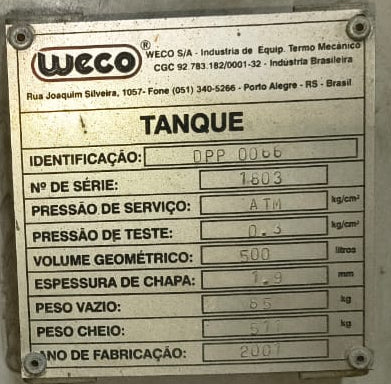 weco®
WECO S/A - Industria de Equip. Termo Mecánico
CGC 92 783.182/0001-32 - Indústria Brasileira
Rua Joaquim Silveira, 1057- Fone (051) 340-5266 - Porto Alegre - RS - Brasil
TANQUE
IDENTIFICAÇÃO: DPP 0066
Nº DE SÉRIE: 1803
PRESSÃO DE SERVIÇO: ATM kg/cm²
PRESSÃO DE TESTE: 0.3 kg/cm²
VOLUME GEOMÉTRICO: 500 litros
ESPESSURA DE CHAPA: 1.9 mm
PESO VAZIO: 65 kg
PESO CHEIO: kg
ANO DE FABRICAÇÃO: 2001